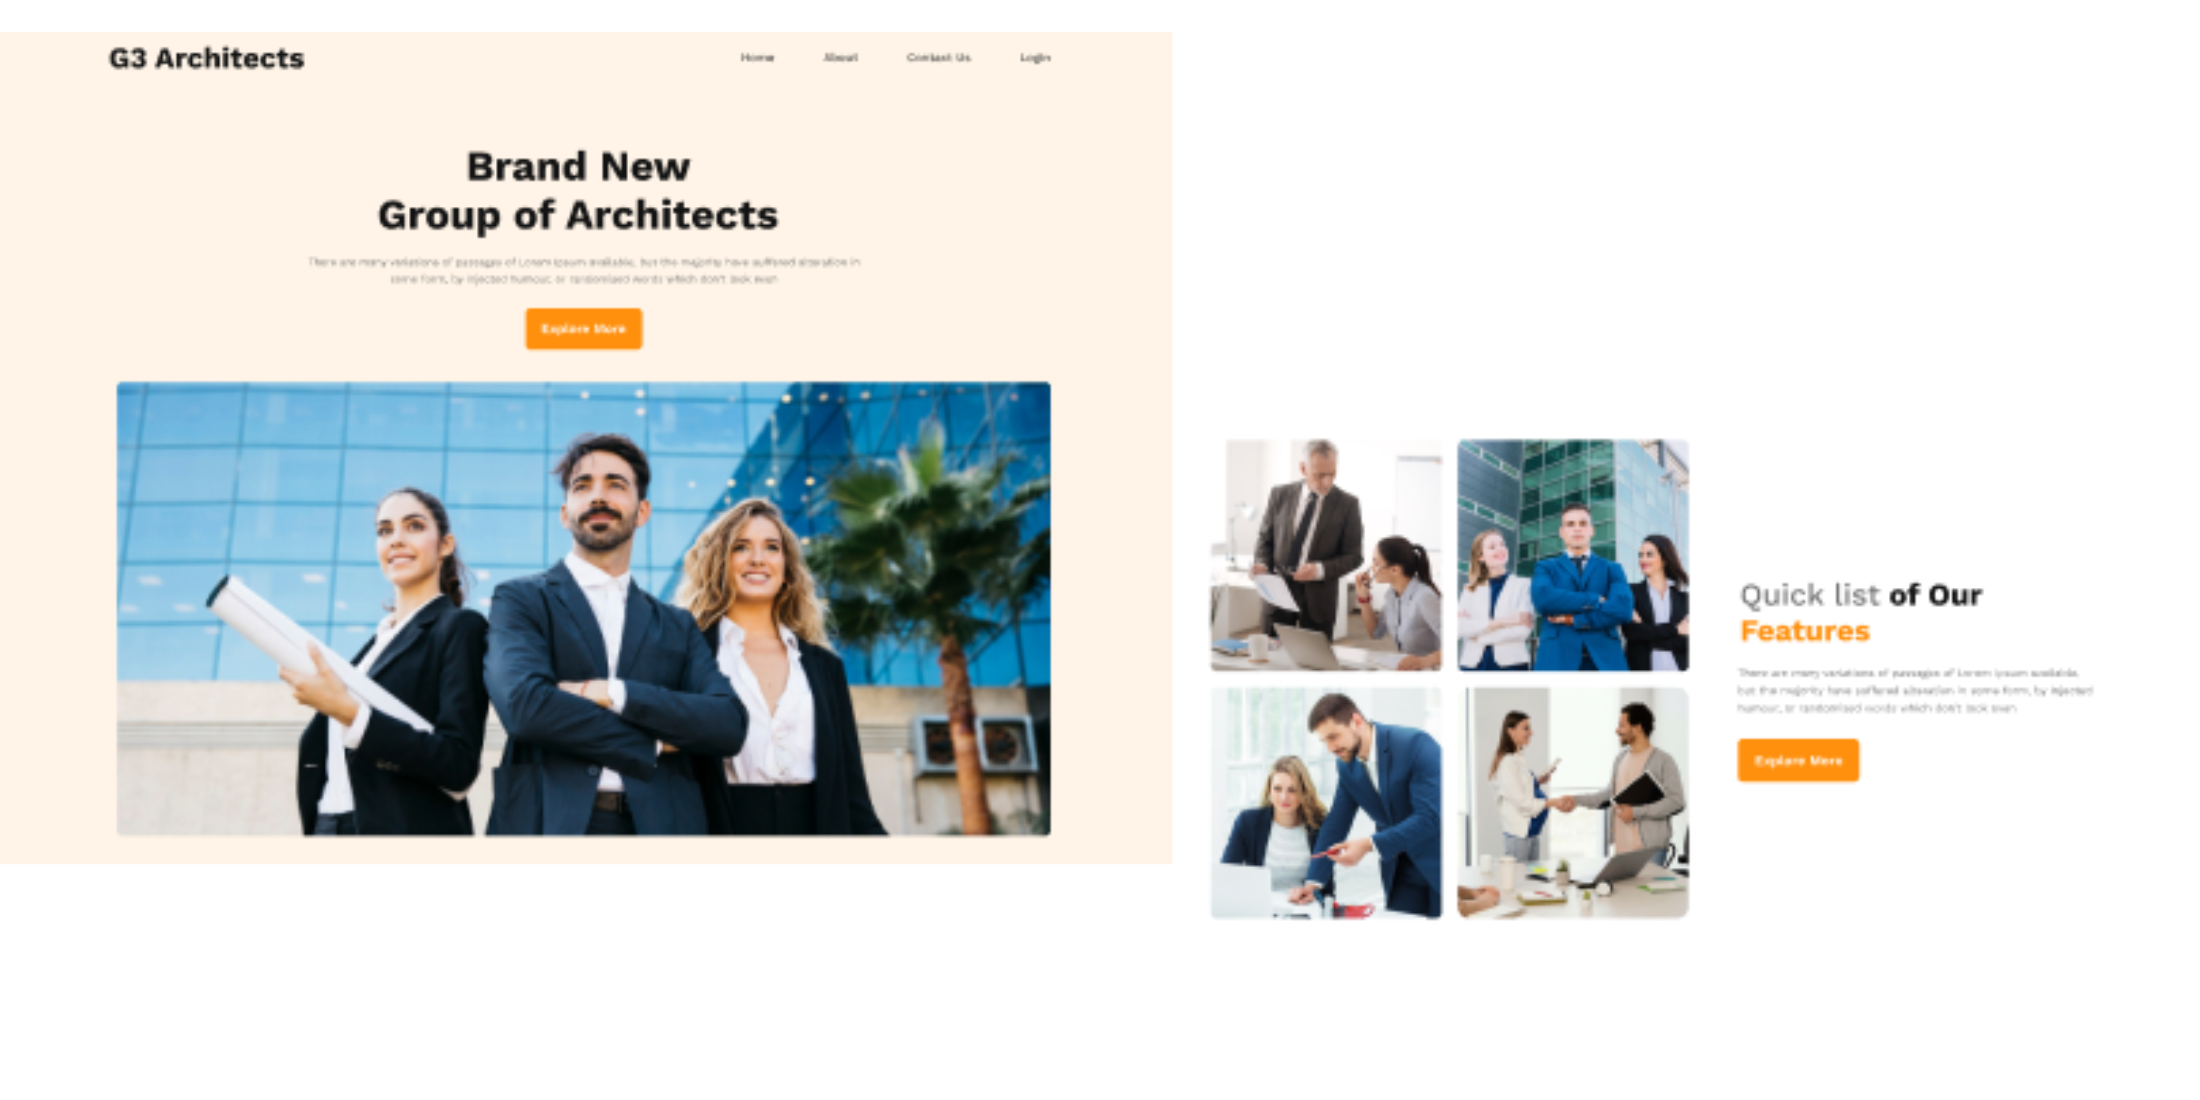 G3 Architects
Home About Contact Us Login
Brand New
Group of Architects
There are many variations of passages of Lorem Ipsum available, but the majority have suffered alteration in
some form, by injected humour, or randomised words which don't look even
Explore More
Quick list of Our
Features
There are many variations of passages of Lorem Ipsum available,
but the majority have suffered alteration in some form, by injected
humour, or randomised words which don't look even
Explore More